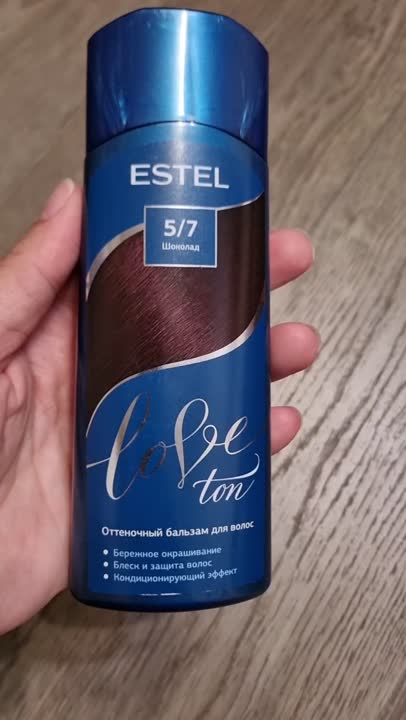 ESTEL
5/7
Шоколад
love
ton
Оттеночный бальзам для волос
• Бережное окрашивание
• Блеск и защита волос
• Кондиционирующий эффект